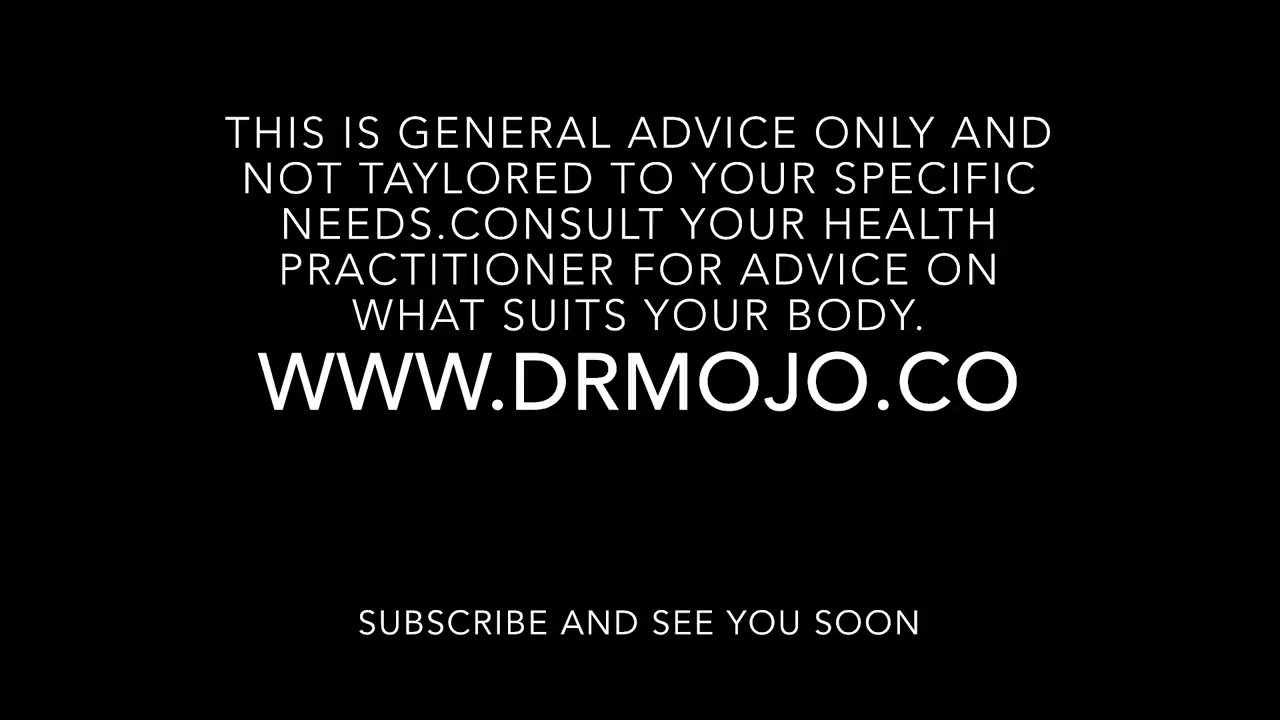 THIS IS GENERAL ADVICE ONLY AND
NOT TAYLORED TO YOUR SPECIFIC
NEEDS.CONSULT YOUR HEALTH
PRACTITIONER FOR ADVICE ON
WHAT SUITS YOUR BODY.
WWW.DRMOJO.CO
SUBSCRIBE AND SEE YOU SOON